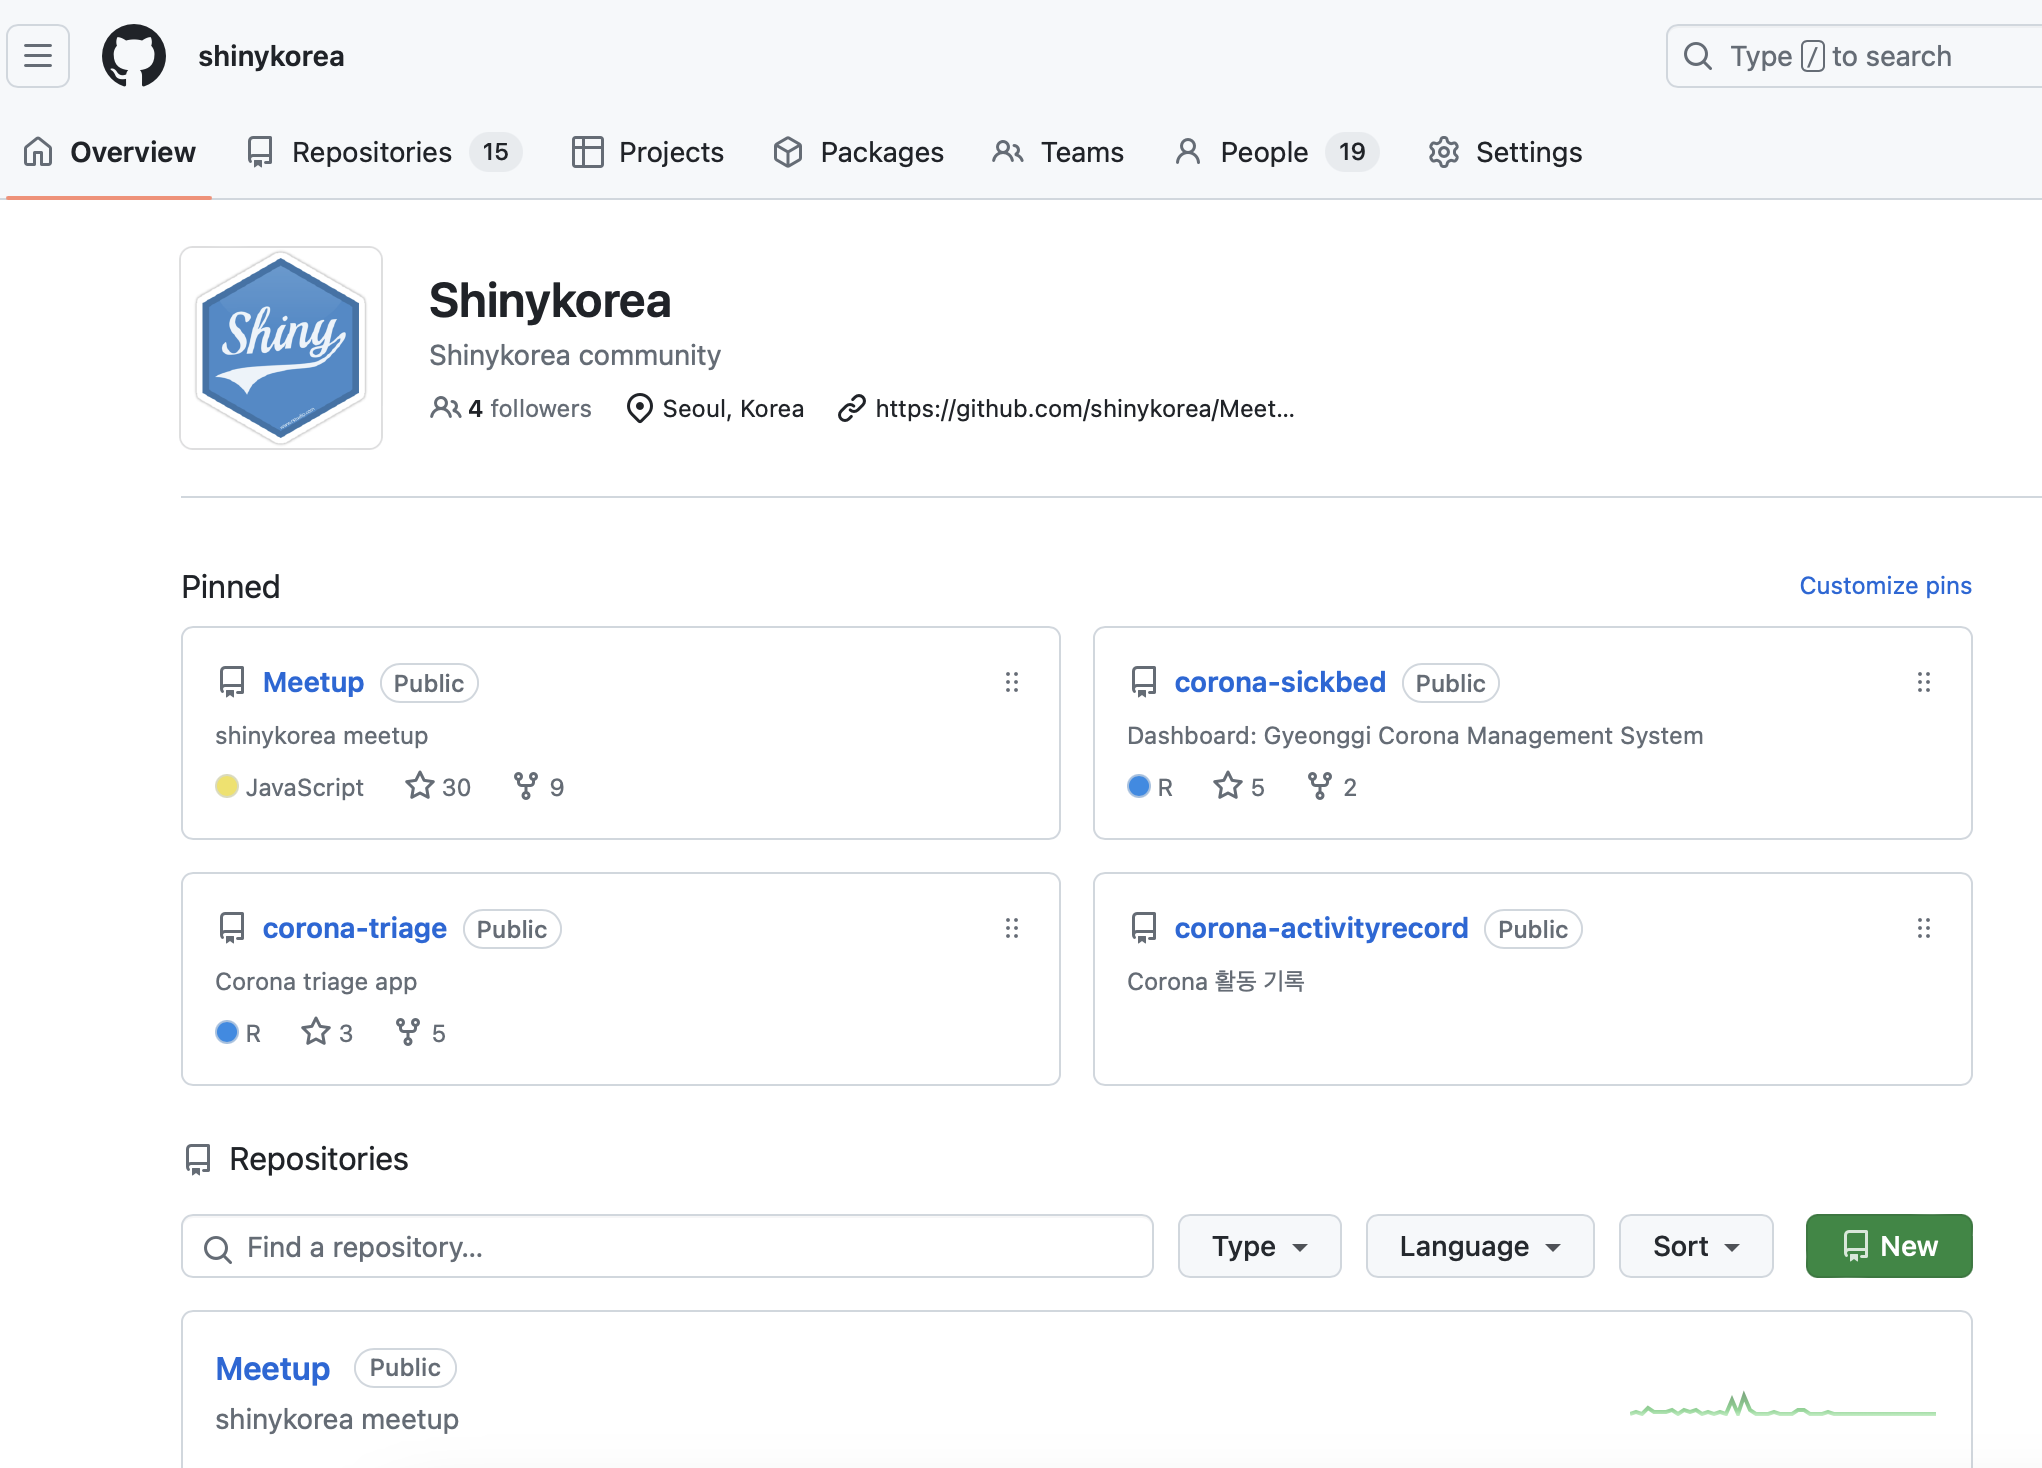 shinykorea
Type / to search
Overview Repositories 15 Projects Packages Teams People 19 Settings
Shiny
Shinykorea
Shinykorea community
4 followers Seoul, Korea https://github.com/shinykorea/Meet...
Pinned
Customize pins
Meetup Public
shinykorea meetup
JavaScript 30 9
corona-sickbed Public
Dashboard: Gyeonggi Corona Management System
R 5 2
corona-triage Public
Corona triage app
R 3 5
corona-activityrecord Public
Corona 활동 기록
Repositories
Find a repository...
Type Language Sort New
Meetup Public
shinykorea meetup